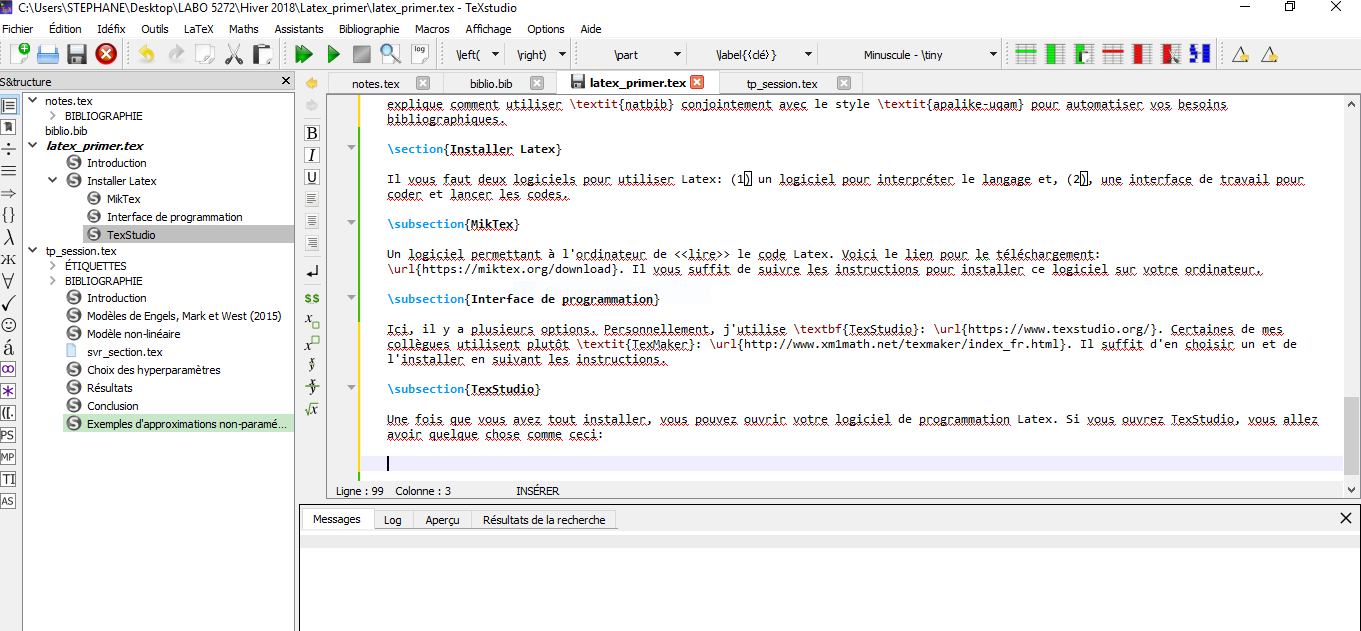 C:\Users\STEPHANE\Desktop\LABO 5272\Hiver 2018\Latex_primer\latex_primer.tex - TeXstudio
Fichier Édition Idéfix Outils LaTeX Maths Assistants Bibliographie Macros Affichage Options Aide
log \left( \right) \part \label{⟨clé⟩} Minuscule - \tiny
S&tructure
notes.tex biblio.bib latex_primer.tex tp_session.tex
notes.tex
BIBLIOGRAPHIE
biblio.bib
latex_primer.tex
Introduction
Installer Latex
MikTex
Interface de programmation
TexStudio
tp_session.tex
ÉTIQUETTES
BIBLIOGRAPHIE
Introduction
Modèles de Engels, Mark et West (2015)
Modèle non-linéaire
svr_section.tex
Choix des hyperparamètres
Résultats
Conclusion
Exemples d'approximations non-paramé...
{}
λ
Ж
∀
á
([.
PS
MP
TI
AS
B
I
U
$$
x
x
x/y
x/y
√x
explique comment utiliser \textit{natbib} conjointement avec le style \textit{apalike-uqam} pour automatiser vos besoins
bibliographiques.
\section{Installer Latex}
Il vous faut deux logiciels pour utiliser Latex: (1) un logiciel pour interpréter le langage et, (2), une interface de travail pour
coder et lancer les codes.
\subsection{MikTex}
Un logiciel permettant à l'ordinateur de <<lire>> le code Latex. Voici le lien pour le téléchargement:
\url{https://miktex.org/download}. Il vous suffit de suivre les instructions pour installer ce logiciel sur votre ordinateur.
\subsection{Interface de programmation}
Ici, il y a plusieurs options. Personnellement, j'utilise \textbf{TexStudio}: \url{https://www.texstudio.org/}. Certaines de mes
collègues utilisent plutôt \textit{TexMaker}: \url{http://www.xm1math.net/texmaker/index_fr.html}. Il suffit d'en choisir un et de
l'installer en suivant les instructions.
\subsection{TexStudio}
Une fois que vous avez tout installer, vous pouvez ouvrir votre logiciel de programmation Latex. Si vous ouvrez TexStudio, vous allez
avoir quelque chose comme ceci:
Ligne : 99 Colonne : 3 INSÉRER
Messages Log Aperçu Résultats de la recherche